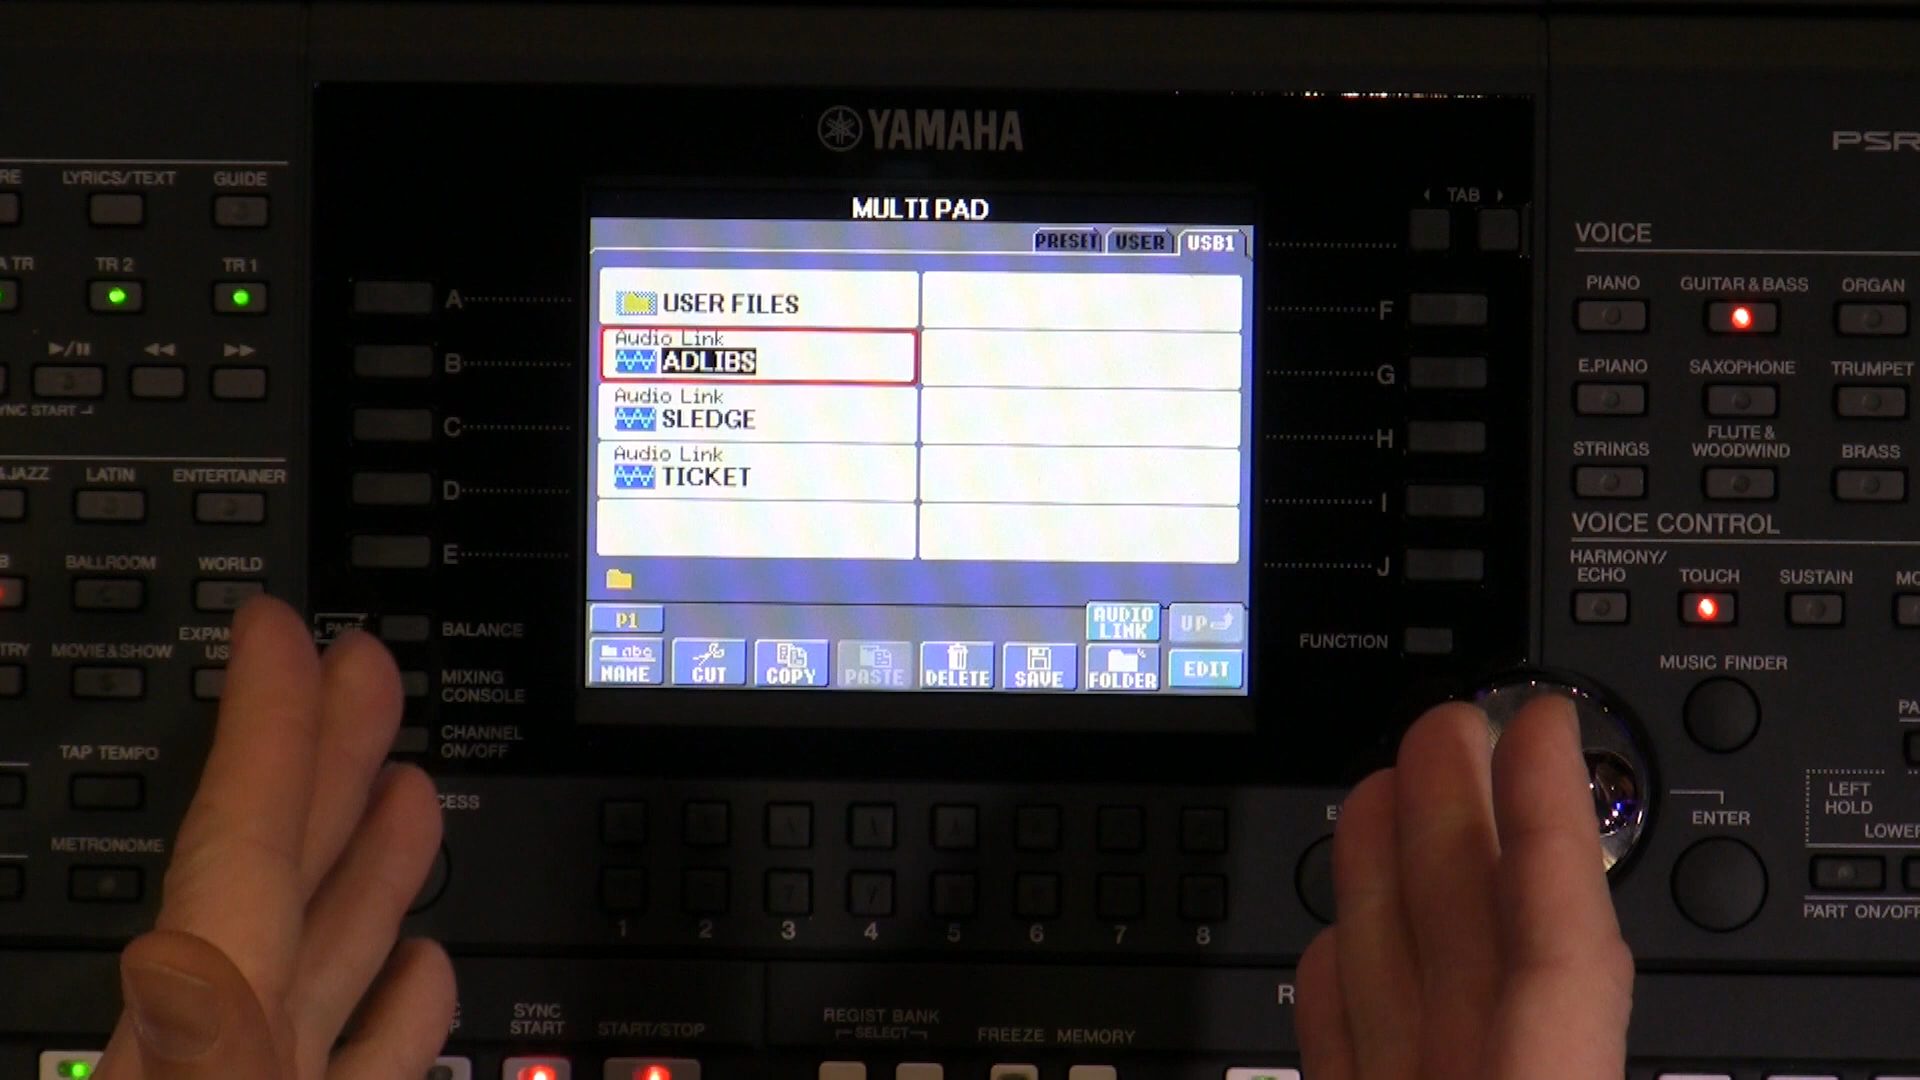 YAMAHA
PSR
MULTI PAD
PRESET USER USB1
USER FILES
Audio Link
ADLIBS
Audio Link
SLEDGE
Audio Link
TICKET
P1
AUDIO LINK
UP
abc
NAME
CUT
COPY
PASTE
DELETE
SAVE
FOLDER
EDIT
LYRICS/TEXT
GUIDE
TR 2
TR 1
LATIN
ENTERTAINER
BALLROOM
WORLD
MOVIE&SHOW
TAP TEMPO
METRONOME
A
B
C
D
E
BALANCE
MIXING
CONSOLE
CHANNEL
ON/OFF
TAB
F
G
H
I
J
FUNCTION
VOICE
PIANO
GUITAR & BASS
ORGAN
E.PIANO
SAXOPHONE
TRUMPET
STRINGS
FLUTE &
WOODWIND
BRASS
VOICE CONTROL
HARMONY/
ECHO
TOUCH
SUSTAIN
MUSIC FINDER
ENTER
LEFT
HOLD
LOWER
PART ON/OFF
1 2 3 4 5 6 7 8
SYNC
START
START/STOP
REGIST BANK
SELECT
FREEZE
MEMORY